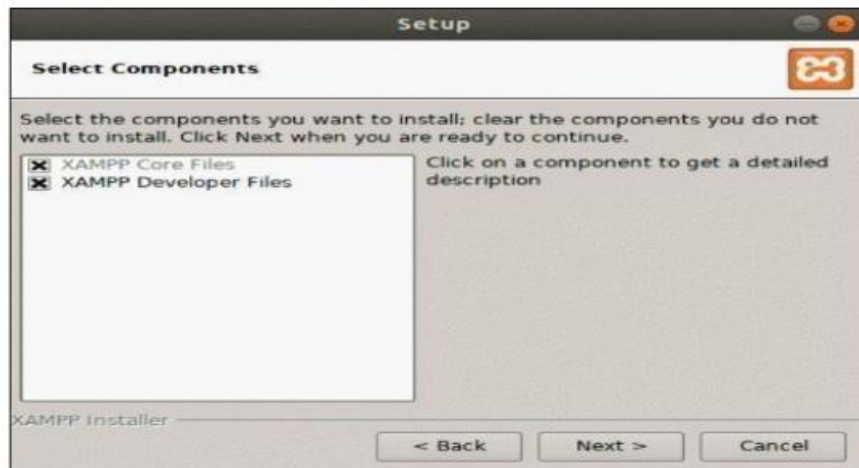 Setup
Select Components
Select the components you want to install; clear the components you do not
want to install. Click Next when you are ready to continue.
XAMPP Core Files
XAMPP Developer Files
Click on a component to get a detailed
description
XAMPP Installer
< Back
Next >
Cancel